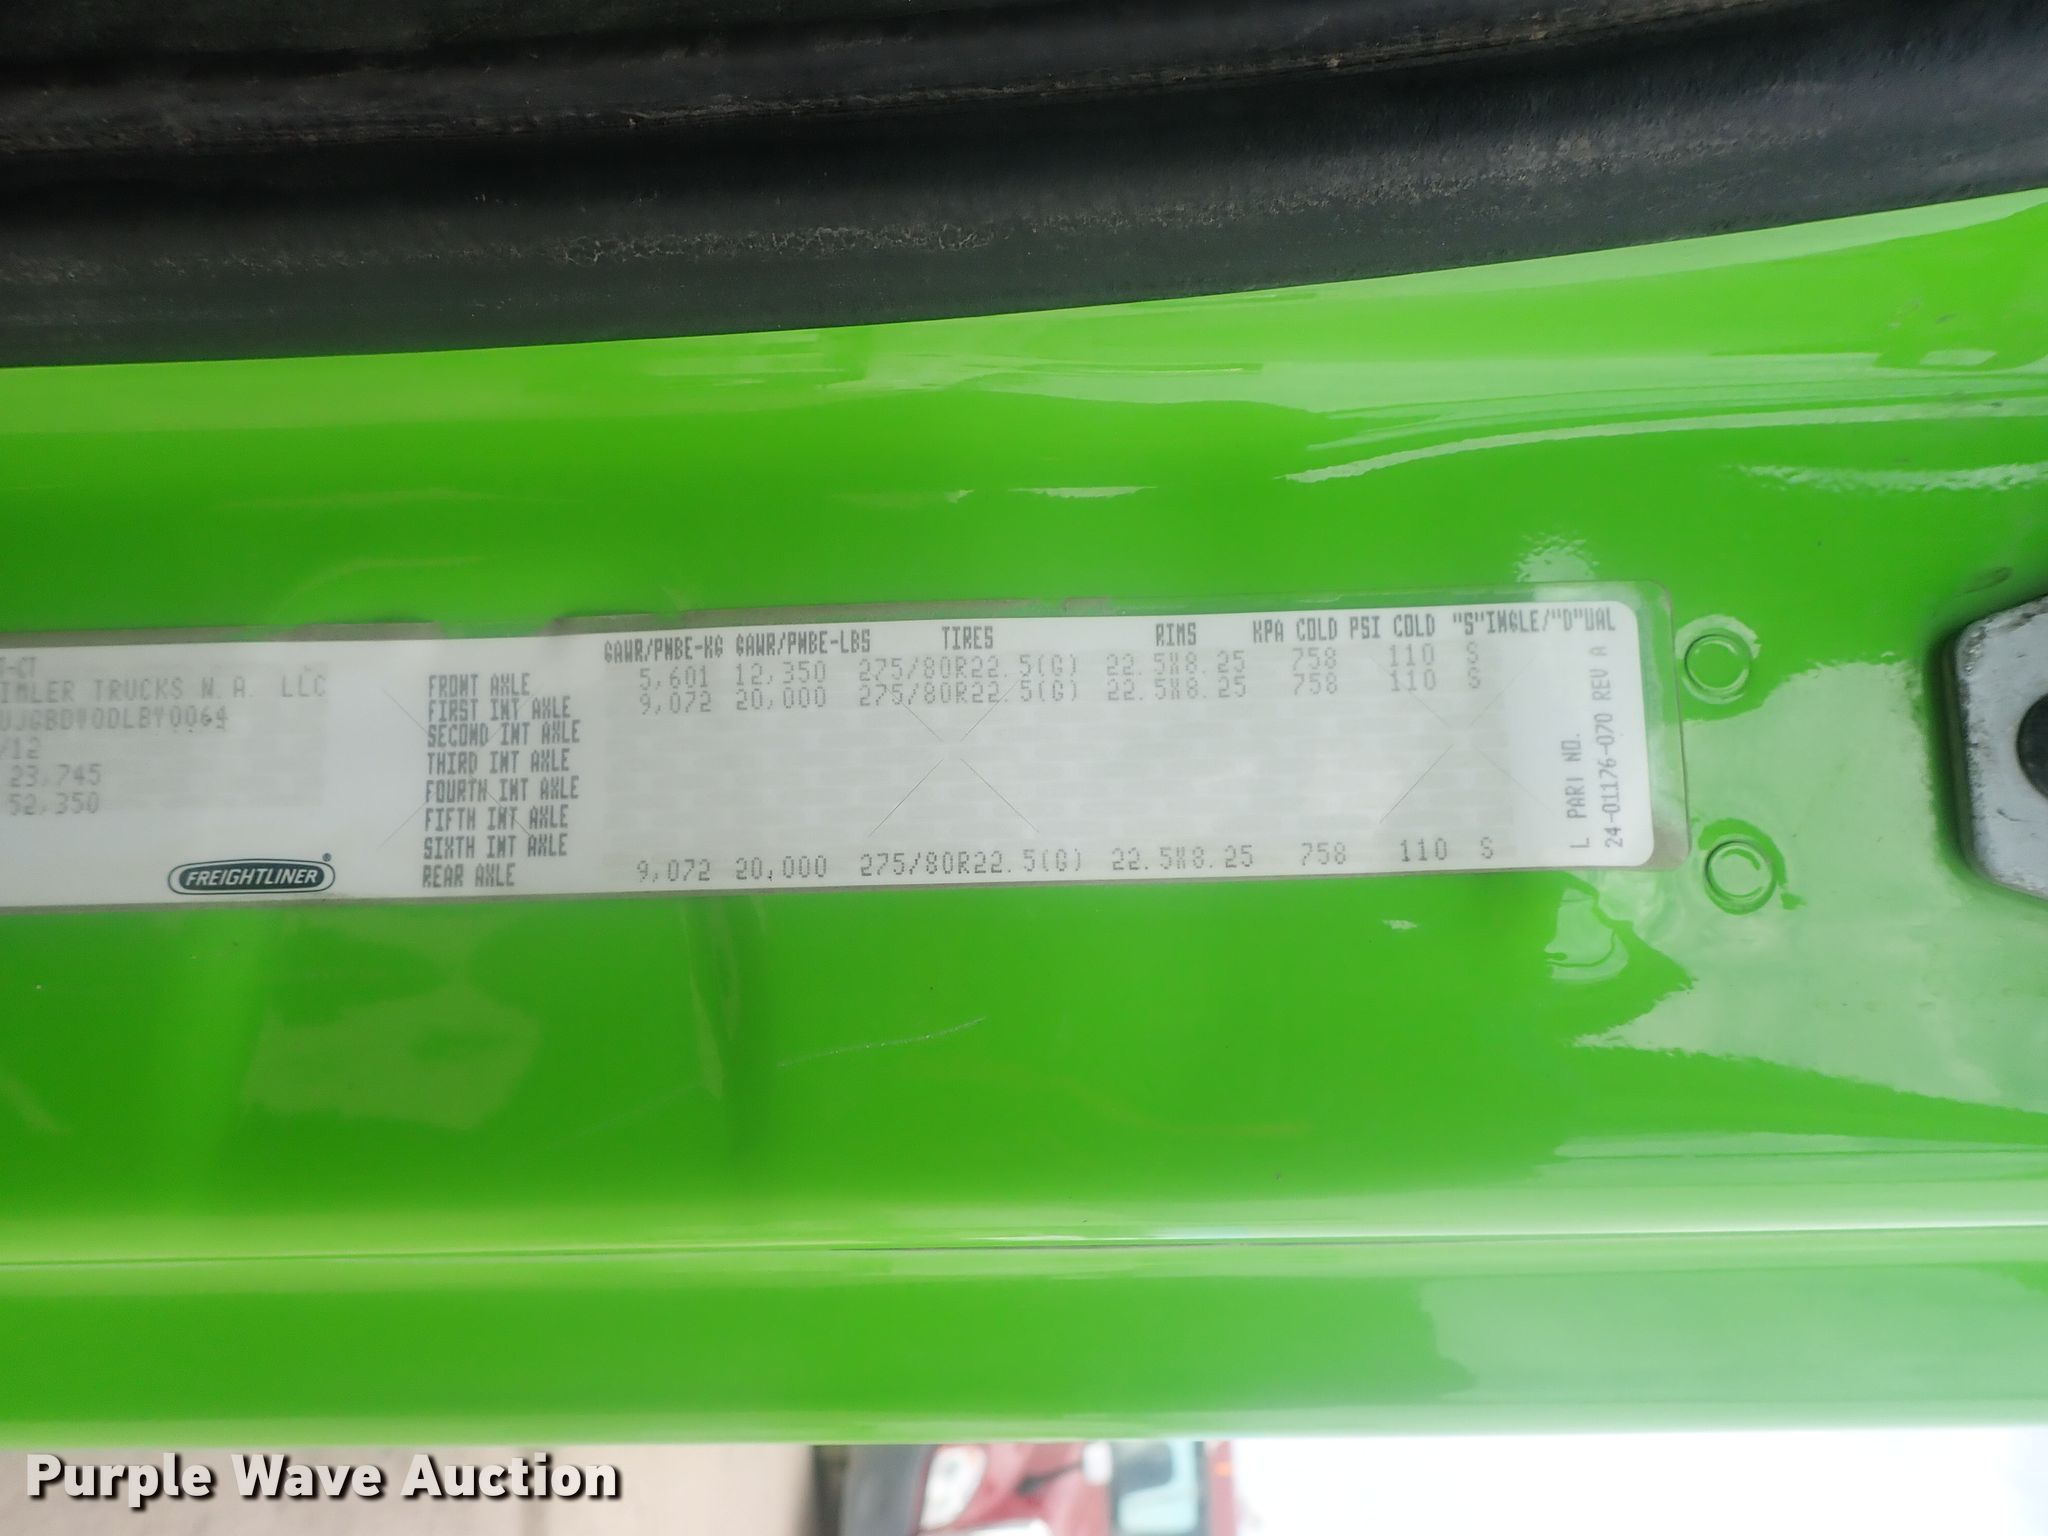 GAWR/PNBE-KG GAWR/PNBE-LBS TIRES RIMS KPA COLD PSI COLD "S"INGLE/"D"UAL
FRONT AXLE 5,601 12,350 275/80R22.5(G) 22.5X8.25 758 110 S
FIRST INT AXLE 9,072 20,000 275/80R22.5(G) 22.5X8.25 758 110 S
SECOND INT AXLE
THIRD INT AXLE
FOURTH INT AXLE
FIFTH INT AXLE
SIXTH INT AXLE
REAR AXLE 9,072 20,000 275/80R22.5(G) 22.5X8.25 758 110 S
T-CT
IMLER TRUCKS N.A. LLC
UJGBDV0DLBY0064
/12
23,745
52,350
FREIGHTLINER®
L PART NO.
24-01176-070 REV A
Purple Wave Auction